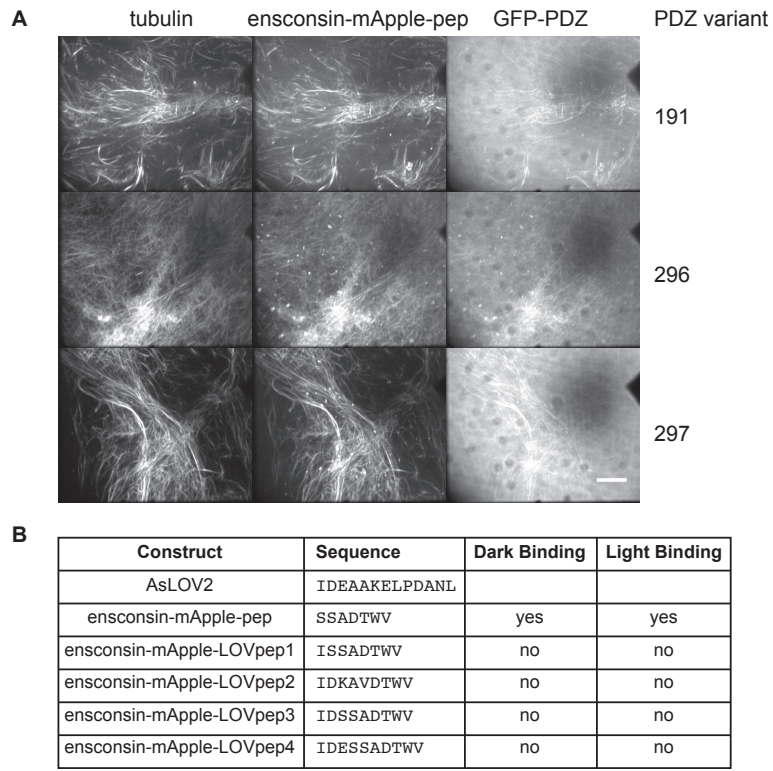 A tubulin ensconsin-mApple-pep GFP-PDZ PDZ variant
191
296
297
B
Construct Sequence Dark Binding Light Binding
AsLOV2 IDEAAKELPDANL
ensconsin-mApple-pep SSADTWV yes yes
ensconsin-mApple-LOVpep1 ISSADTWV no no
ensconsin-mApple-LOVpep2 IDKAVDTWV no no
ensconsin-mApple-LOVpep3 IDSSADTWV no no
ensconsin-mApple-LOVpep4 IDESSADTWV no no